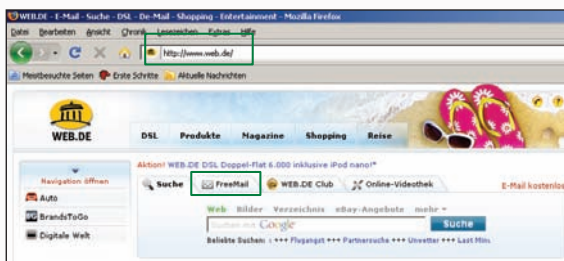 WEB.DE - E-Mail - Suche - DSL - De-Mail - Shopping - Entertainment - Mozilla Firefox
Datei Bearbeiten Ansicht Chronik Lesezeichen Extras Hilfe
http://www.web.de/
Meistbesuchte Seiten Erste Schritte Aktuelle Nachrichten
WEB.DE
DSL Produkte Magazine Shopping Reise
Aktion! WEB.DE DSL Doppel-Flat 6.000 inklusive iPod nano!*
Navigation öffnen
Suche FreeMail WEB.DE Club Online-Videothek E-Mail kostenlos
Auto
BrandsToGo
Digitale Welt
Web Bilder Verzeichnis eBay-Angebote mehr
Suchen mit Google Suche
Beliebte Suchen: +++ Flugangst +++ Partnersuche +++ Unwetter +++ Last Minu